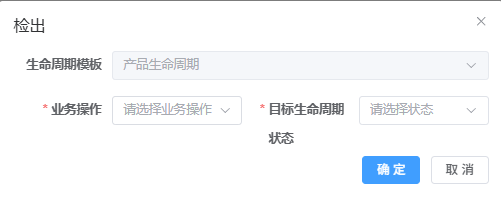 检出
生命周期模板 产品生命周期
* 业务操作 请选择业务操作 * 目标生命周期状态 请选择状态
确 定 取 消